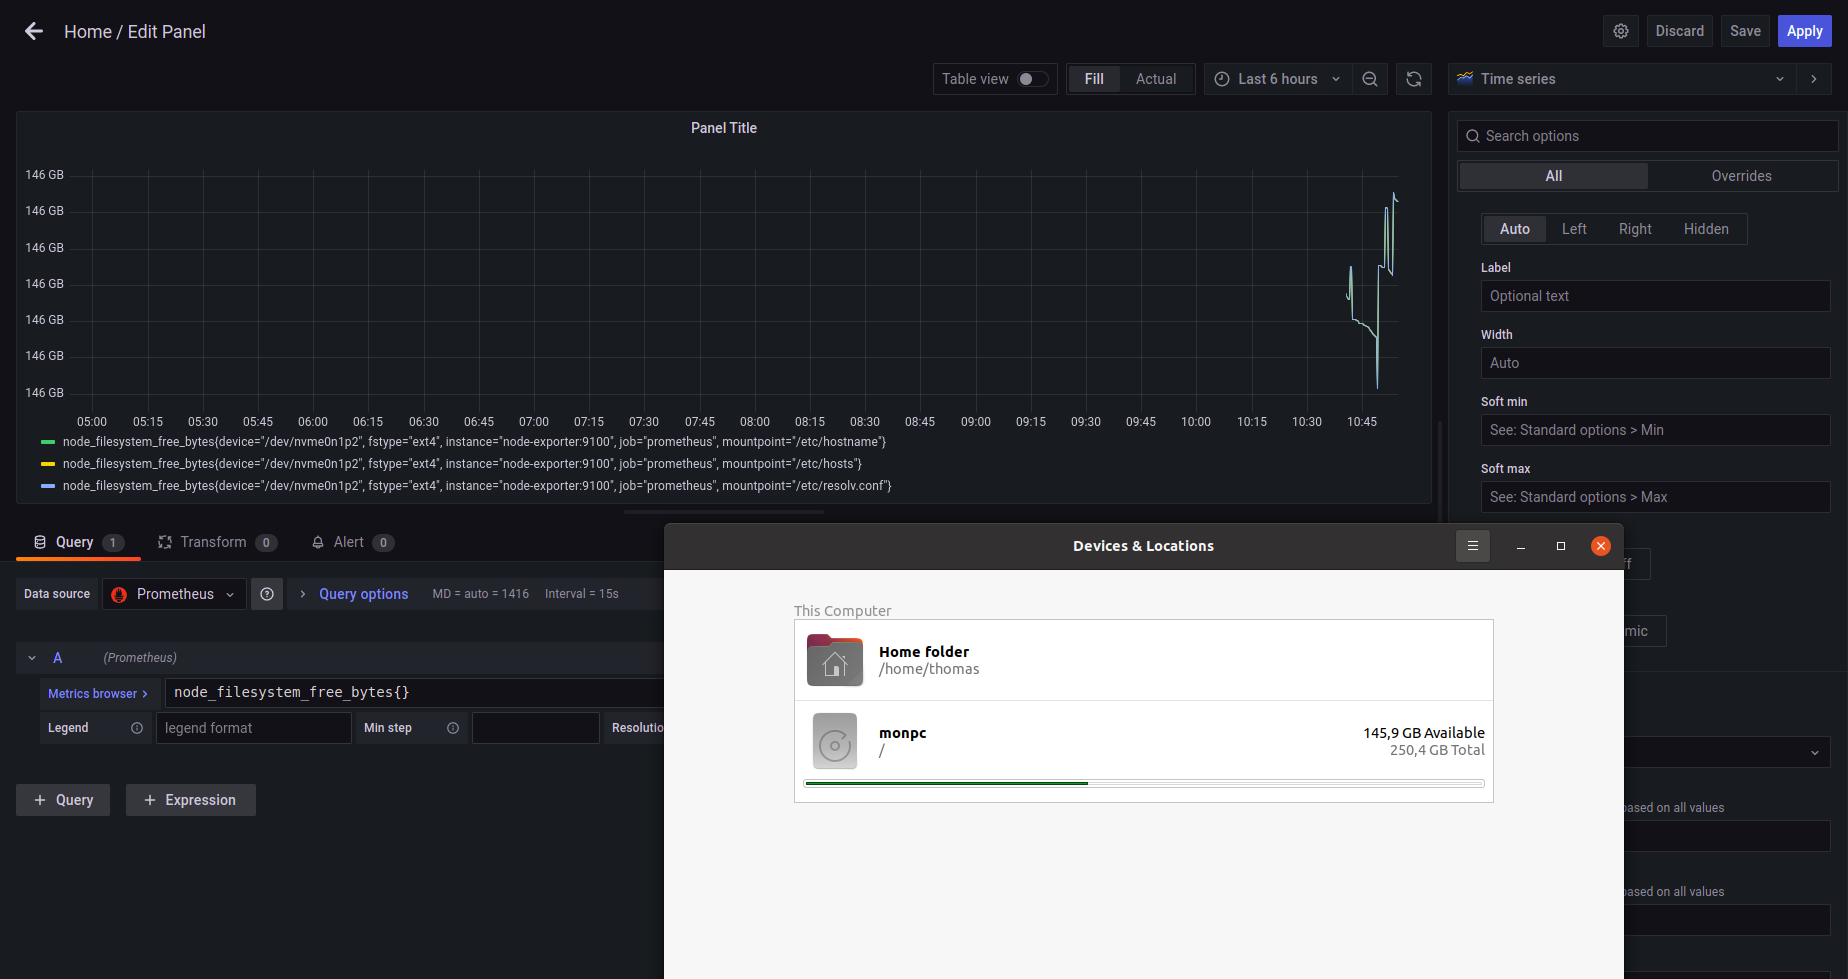 Home / Edit Panel
Discard
Save
Apply
Table view
Fill
Actual
Last 6 hours
Time series
Panel Title
Search options
All
Overrides
146 GB
146 GB
146 GB
146 GB
146 GB
146 GB
146 GB
05:00 05:15 05:30 05:45 06:00 06:15 06:30 06:45 07:00 07:15 07:30 07:45 08:00 08:15 08:30 08:45 09:00 09:15 09:30 09:45 10:00 10:15 10:30 10:45
node_filesystem_free_bytes{device="/dev/nvme0n1p2", fstype="ext4", instance="node-exporter:9100", job="prometheus", mountpoint="/etc/hostname"}
node_filesystem_free_bytes{device="/dev/nvme0n1p2", fstype="ext4", instance="node-exporter:9100", job="prometheus", mountpoint="/etc/hosts"}
node_filesystem_free_bytes{device="/dev/nvme0n1p2", fstype="ext4", instance="node-exporter:9100", job="prometheus", mountpoint="/etc/resolv.conf"}
Auto
Left
Right
Hidden
Label
Optional text
Width
Auto
Soft min
See: Standard options > Min
Soft max
See: Standard options > Max
Query 1
Transform 0
Alert 0
Data source
Prometheus
Query options
MD = auto = 1416
Interval = 15s
A
(Prometheus)
Metrics browser
node_filesystem_free_bytes{}
Legend
legend format
Min step
Resolutio
+ Query
+ Expression
Devices & Locations
This Computer
Home folder
/home/thomas
monpc
/
145,9 GB Available
250,4 GB Total
ff
mic
based on all values
based on all values